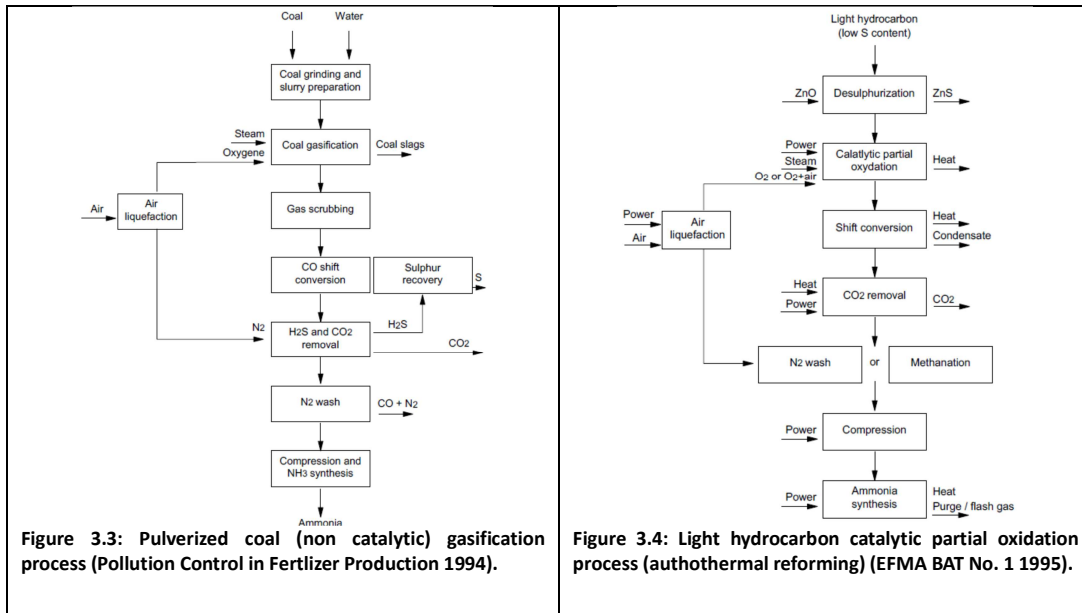 Coal Water
Coal grinding and
slurry preparation
Steam
Oxygene
Coal gasification
Coal slags
Air
Air
liquefaction
Gas scrubbing
CO shift
conversion
Sulphur
recovery
S
N2
H2S and CO2
removal
H2S
CO2
N2 wash
CO + N2
Compression and
NH3 synthesis
Ammonia
Figure 3.3: Pulverized coal (non catalytic) gasification
process (Pollution Control in Fertlizer Production 1994).
Light hydrocarbon
(low S content)
ZnO
Desulphurization
ZnS
Power
Steam
O2 or O2+air
Calatlytic partial
oxydation
Heat
Power
Air
Air
liquefaction
Shift conversion
Heat
Condensate
Heat
Power
CO2 removal
CO2
N2 wash
or
Methanation
Power
Compression
Power
Ammonia
synthesis
Heat
Purge / flash gas
Figure 3.4: Light hydrocarbon catalytic partial oxidation
process (authothermal reforming) (EFMA BAT No. 1 1995).